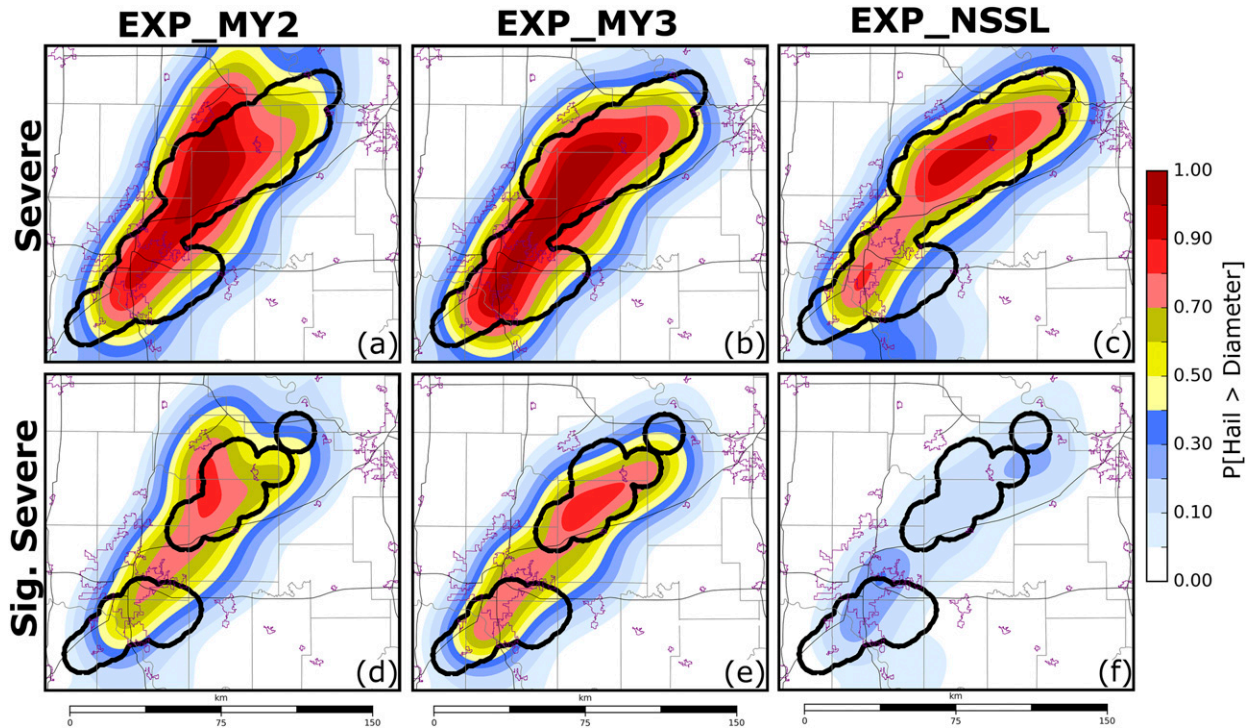 EXP_MY2 EXP_MY3 EXP_NSSL
Severe
(a) (b) (c)
Sig. Severe
(d) (e) (f)
1.00
0.90
0.70
0.50
0.30
0.10
0.00
P[Hail > Diameter]
km km km
0 75 150 0 75 150 0 75 150